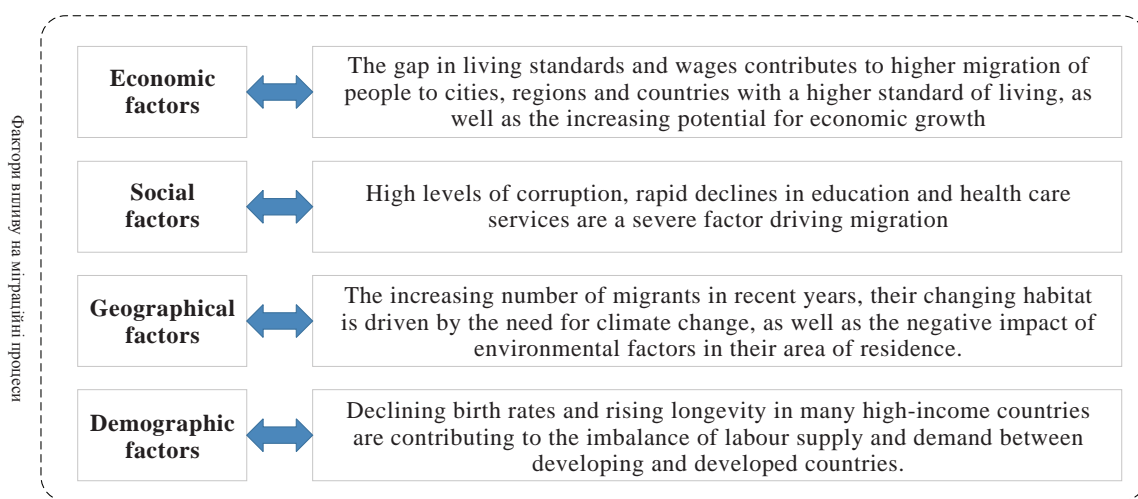 Фактори впливу на міграційні процеси
Economic
factors
The gap in living standards and wages contributes to higher migration of
people to cities, regions and countries with a higher standard of living, as
well as the increasing potential for economic growth
Social
factors
High levels of corruption, rapid declines in education and health care
services are a severe factor driving migration
Geographical
factors
The increasing number of migrants in recent years, their changing habitat
is driven by the need for climate change, as well as the negative impact of
environmental factors in their area of residence.
Demographic
factors
Declining birth rates and rising longevity in many high-income countries
are contributing to the imbalance of labour supply and demand between
developing and developed countries.